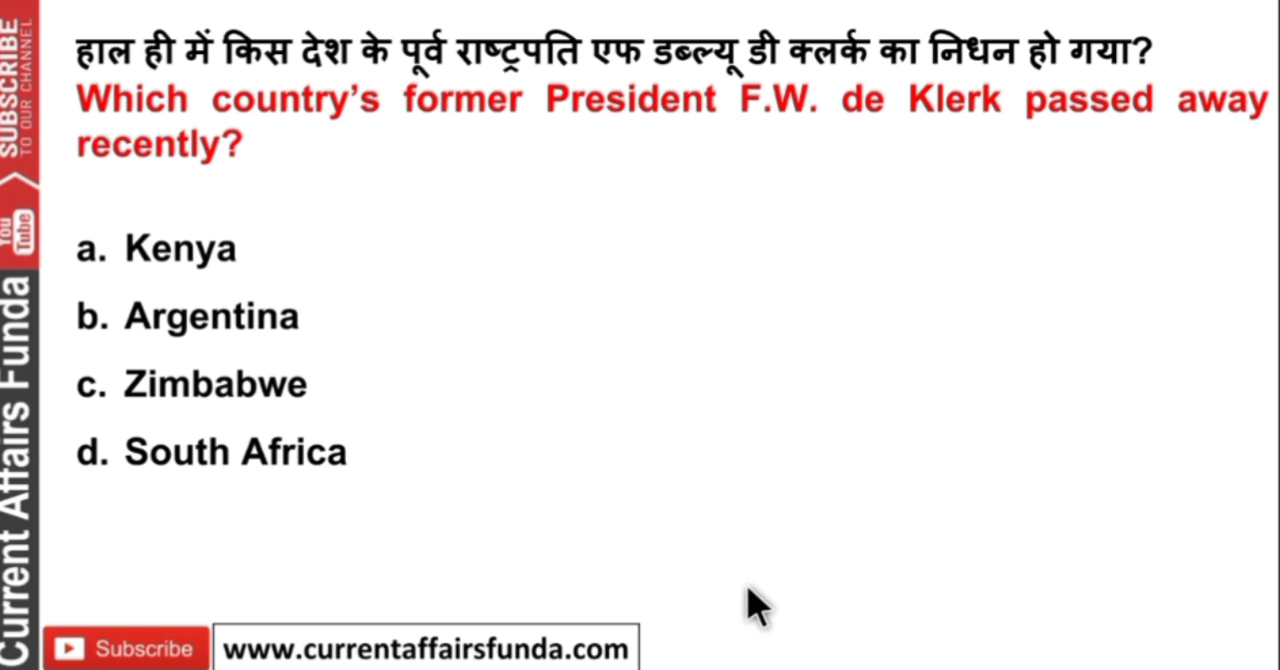 हाल ही में किस देश के पूर्व राष्ट्रपति एफ डब्ल्यू डी क्लर्क का निधन हो गया?
Which country's former President F.W. de Klerk passed away
recently?
a. Kenya
b. Argentina
c. Zimbabwe
d. South Africa
SUBSCRIBE
TO OUR CHANNEL
You
Tube
Current Affairs Funda
Subscribe
www.currentaffairsfunda.com